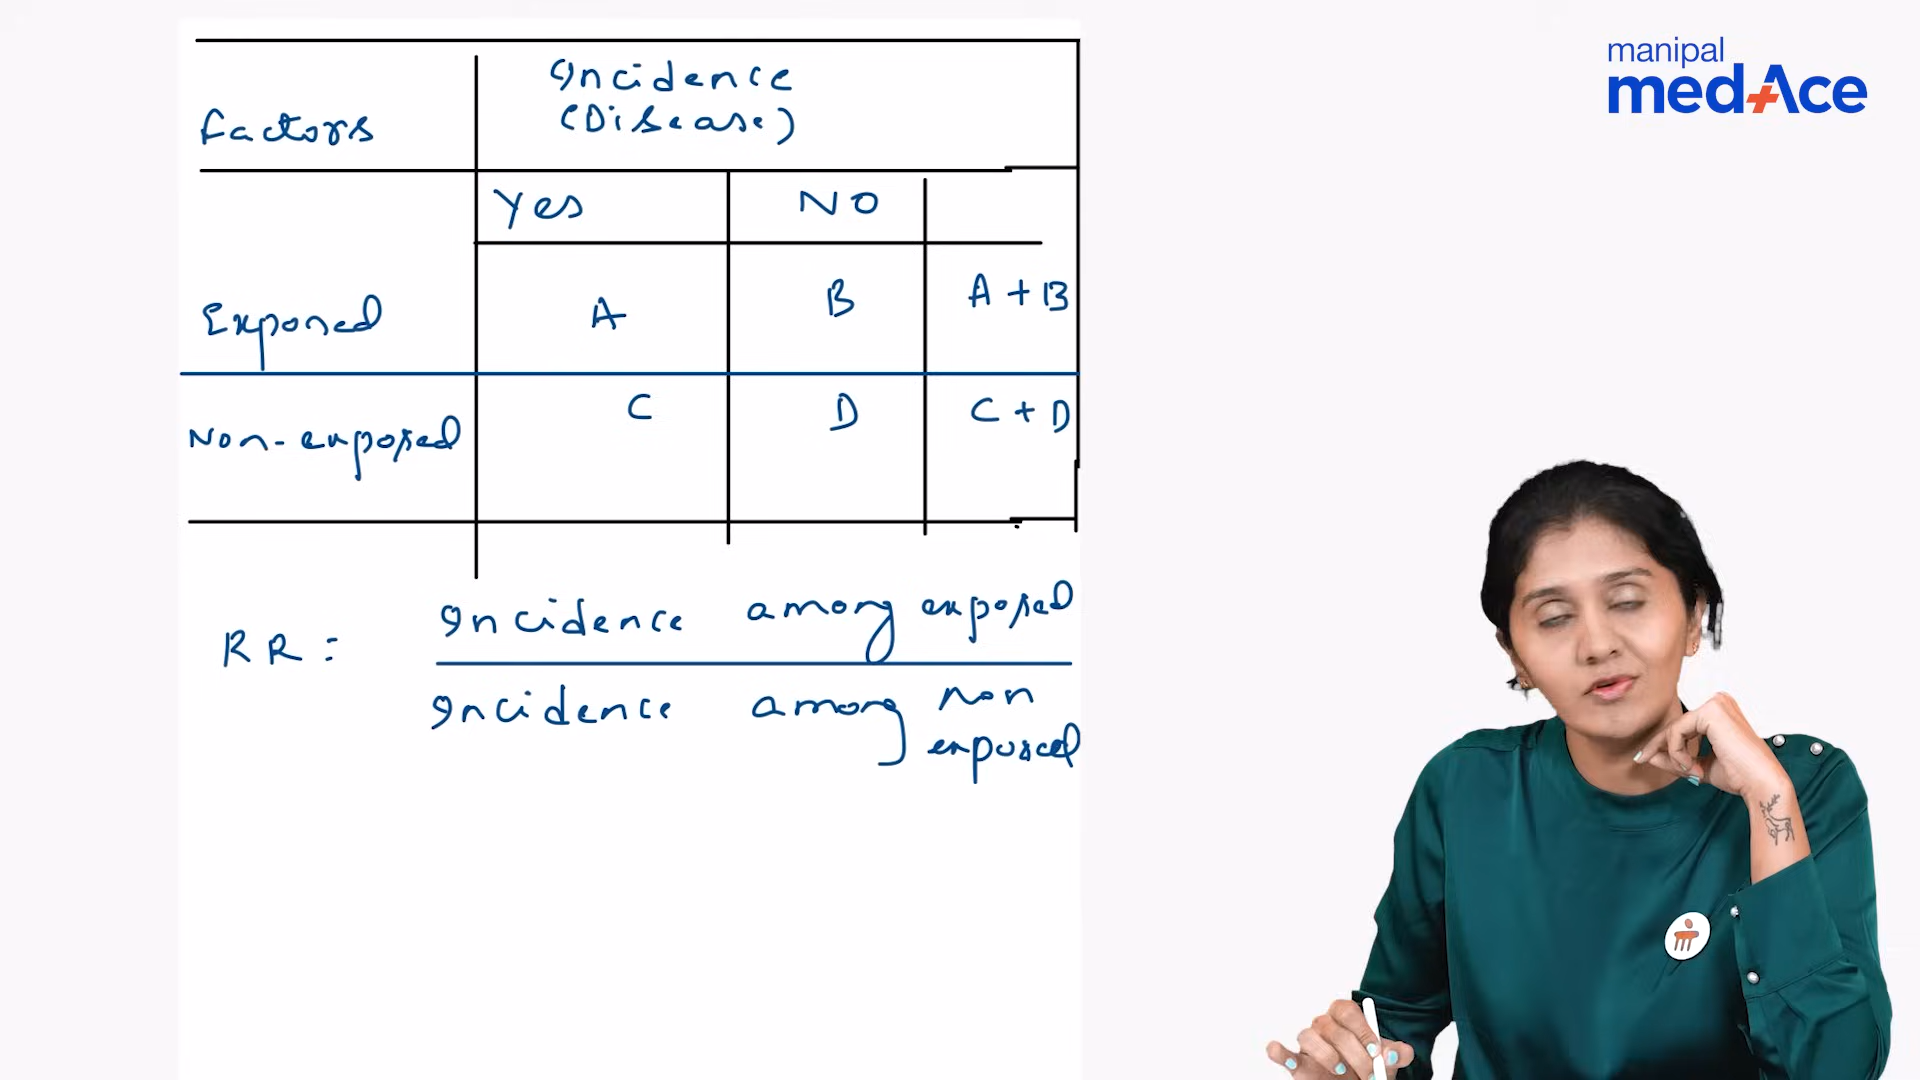 manipal
medAce
Incidence
(Disease)
Factors
Yes NO
Exposed A B A + B
Non-exposed C D C + D
RR = Incidence among exposed
Incidence among non
exposed